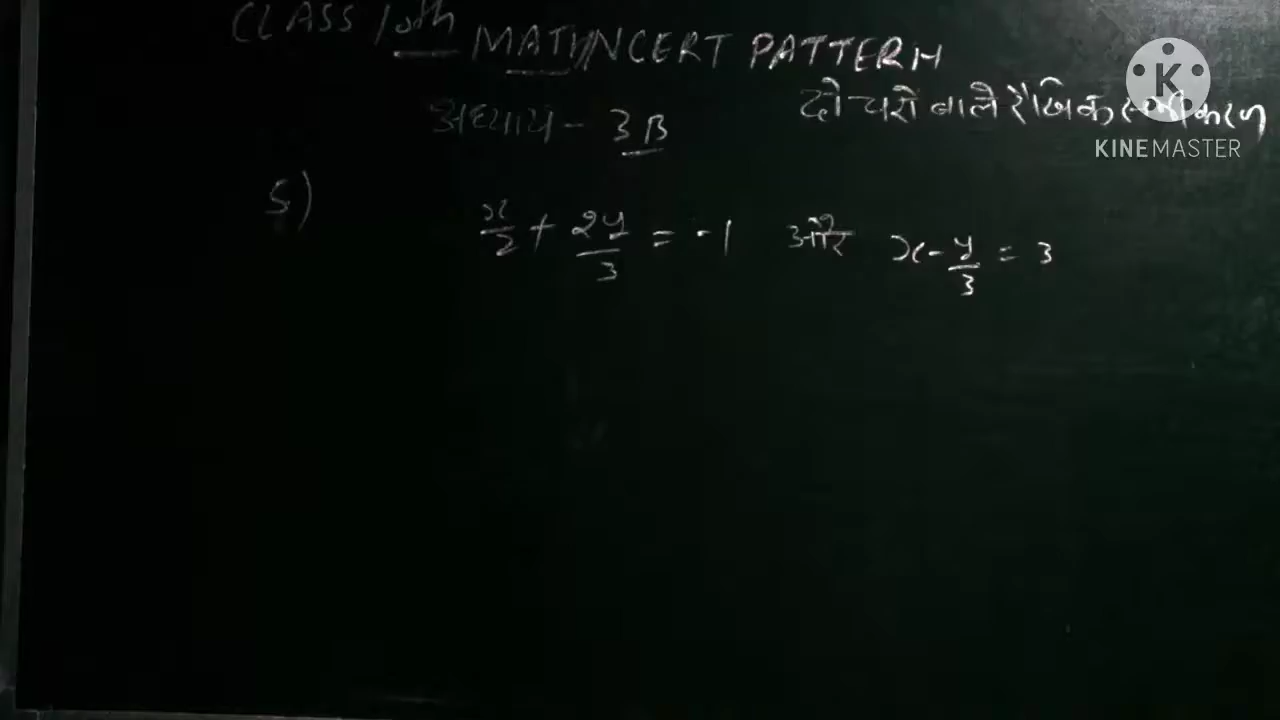 CLASS 10th MATH NCERT PATTERN
अध्याय - 3B
दो चरों वाले रैखिक समीकरण
K
KINEMASTER
5) x/2 + 2y/3 = -1 और x - y/3 = 3